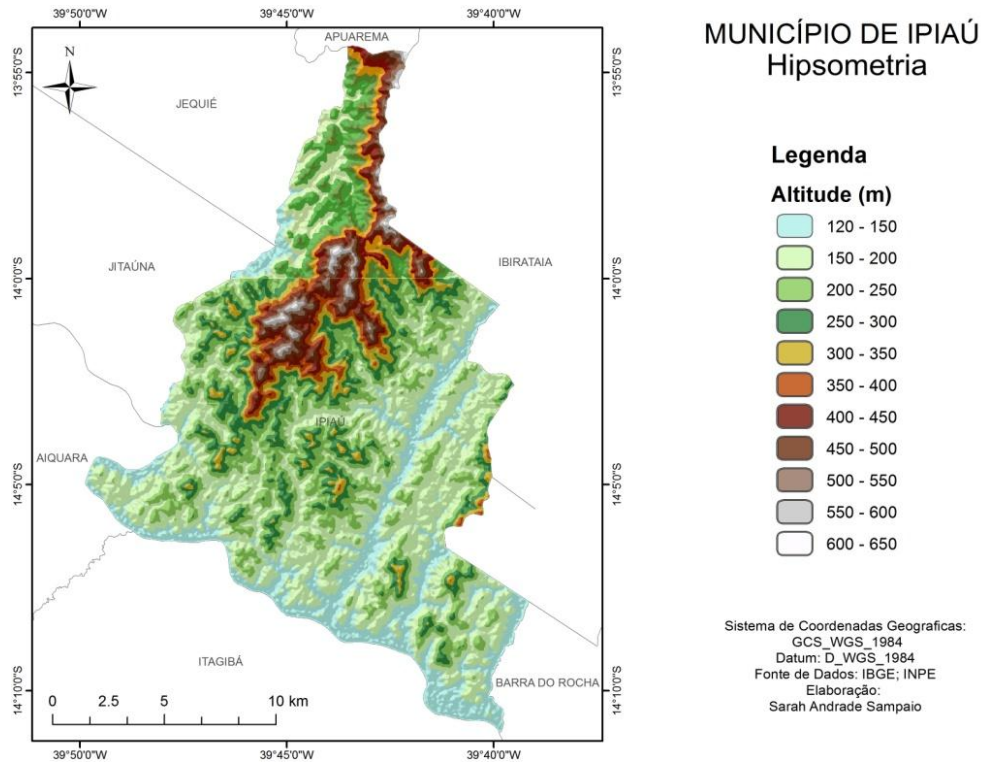 MUNICÍPIO DE IPIAÚ
Hipsometria
39°50'0"W
39°45'0"W
39°40'0"W
APUAREMA
N
13°55'0"S
13°55'0"S
JEQUIÉ
JITAÚNA
IBIRATAIA
14°0'0"S
14°0'0"S
IPIAÚ
AIQUARA
14°5'0"S
14°5'0"S
ITAGIBÁ
BARRA DO ROCHA
14°10'0"S
14°10'0"S
0 2.5 5 10 km
39°50'0"W
39°45'0"W
39°40'0"W
Legenda
Altitude (m)
120 - 150
150 - 200
200 - 250
250 - 300
300 - 350
350 - 400
400 - 450
450 - 500
500 - 550
550 - 600
600 - 650
Sistema de Coordenadas Geograficas:
GCS_WGS_1984
Datum: D_WGS_1984
Fonte de Dados: IBGE; INPE
Elaboração:
Sarah Andrade Sampaio